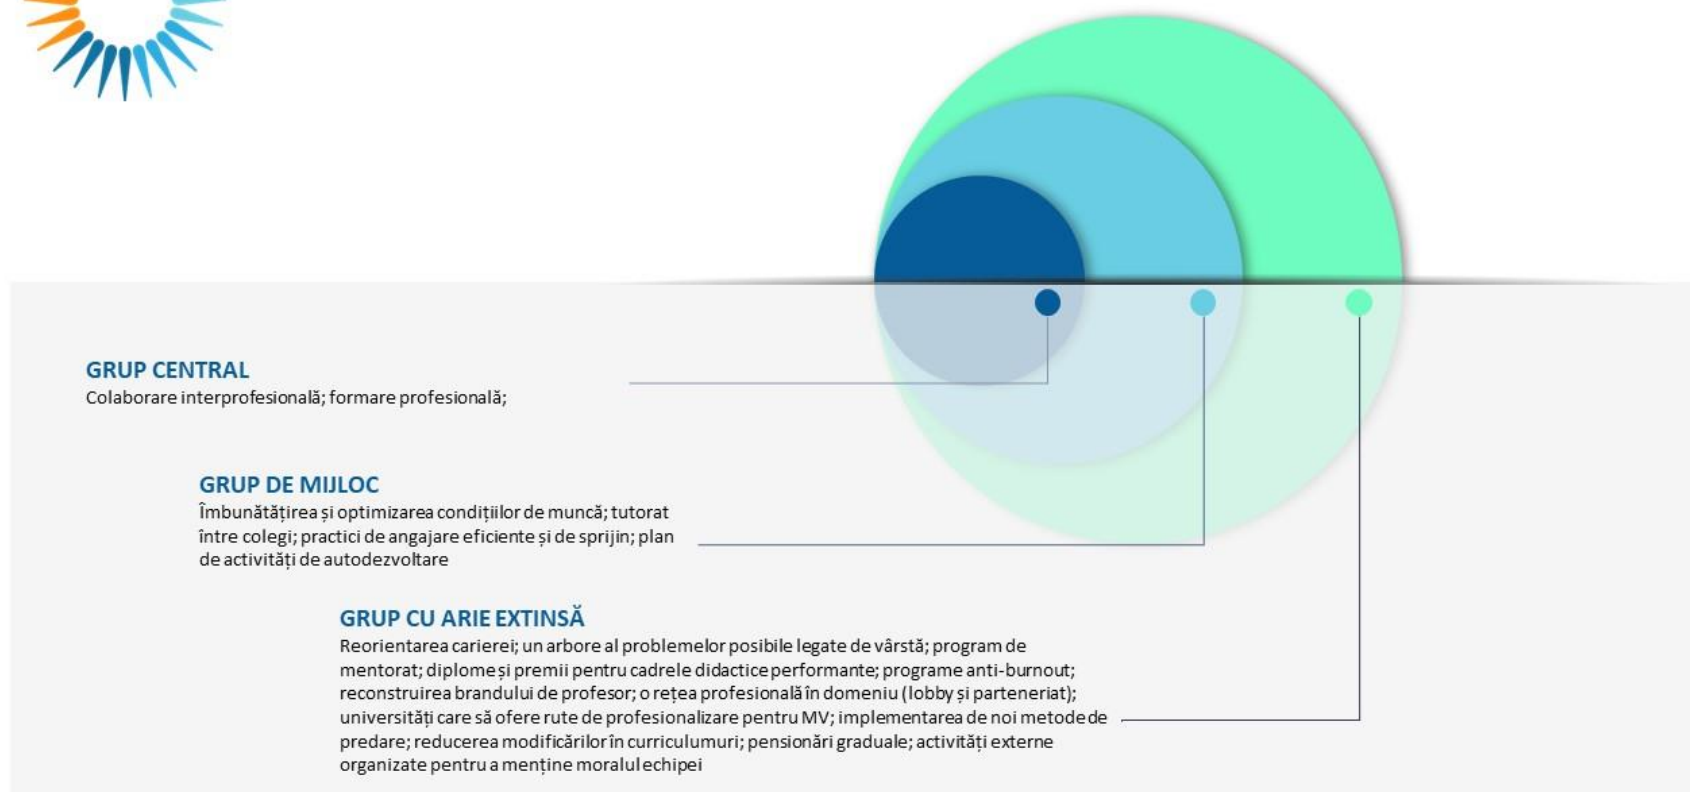 GRUP CENTRAL
Colaborare interprofesională; formare profesională;
GRUP DE MIJLOC
Îmbunătățirea și optimizarea condițiilor de muncă; tutorat
între colegi; practici de angajare eficiente și de sprijin; plan
de activități de autodezvoltare
GRUP CU ARIE EXTINSĂ
Reorientarea carierei; un arbore al problemelor posibile legate de vârstă; program de
mentorat; diplome și premii pentru cadrele didactice performante; programe anti-burnout;
reconstruirea brandului de profesor; o rețea profesională în domeniu (lobby și parteneriat);
universități care să ofere rute de profesionalizare pentru MV; implementarea de noi metode de
predare; reducerea modificărilor în curriculumuri; pensionări graduale; activități externe
organizate pentru a menține moralul echipei